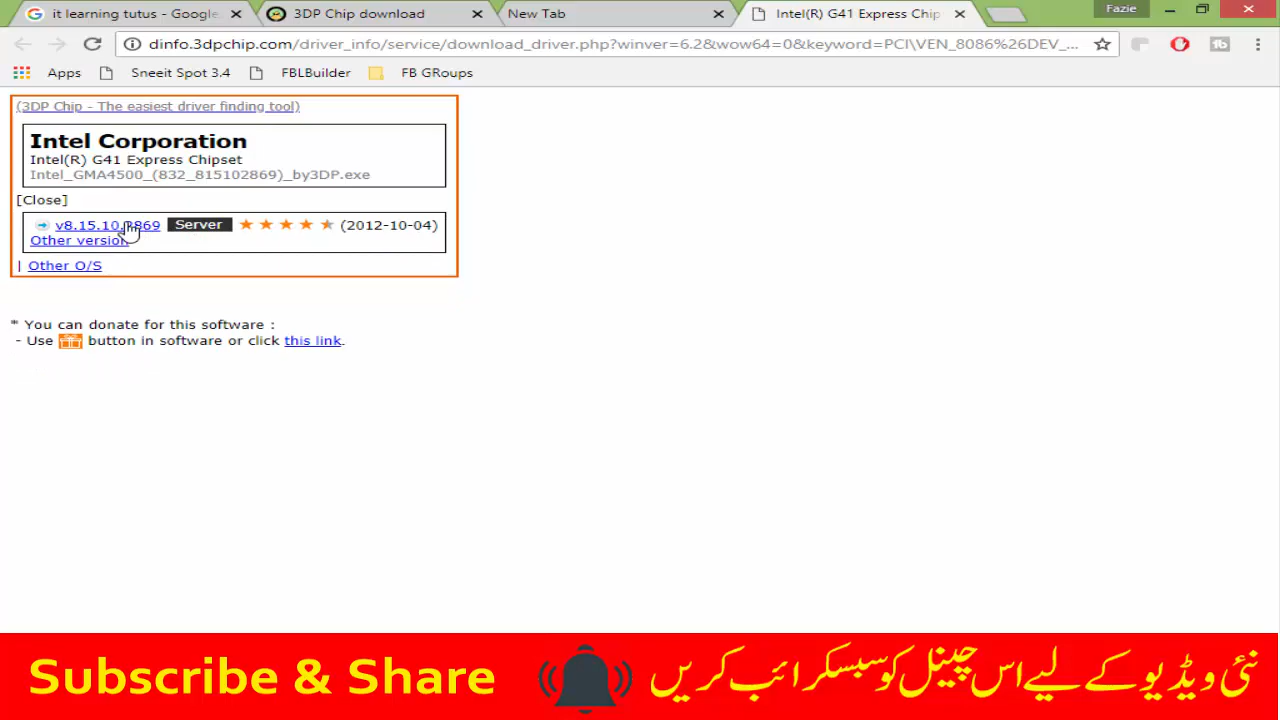 it learning tutus - Google
3DP Chip download
New Tab
Intel(R) G41 Express Chip
Fazie
dinfo.3dpchip.com/driver_info/service/download_driver.php?winver=6.2&wow64=0&keyword=PCI\VEN_8086%26DEV_...
Apps
Sneeit Spot 3.4
FBLBuilder
FB GRoups
(3DP Chip - The easiest driver finding tool)
Intel Corporation
Intel(R) G41 Express Chipset
Intel_GMA4500_(832_815102869)_by3DP.exe
[Close]
v8.15.10.2869 Server (2012-10-04)
Other version
| Other O/S
* You can donate for this software :
- Use button in software or click this link.
Subscribe & Share
نئی ویڈیو کے لیے اس چینل کو سبسکرائب کریں